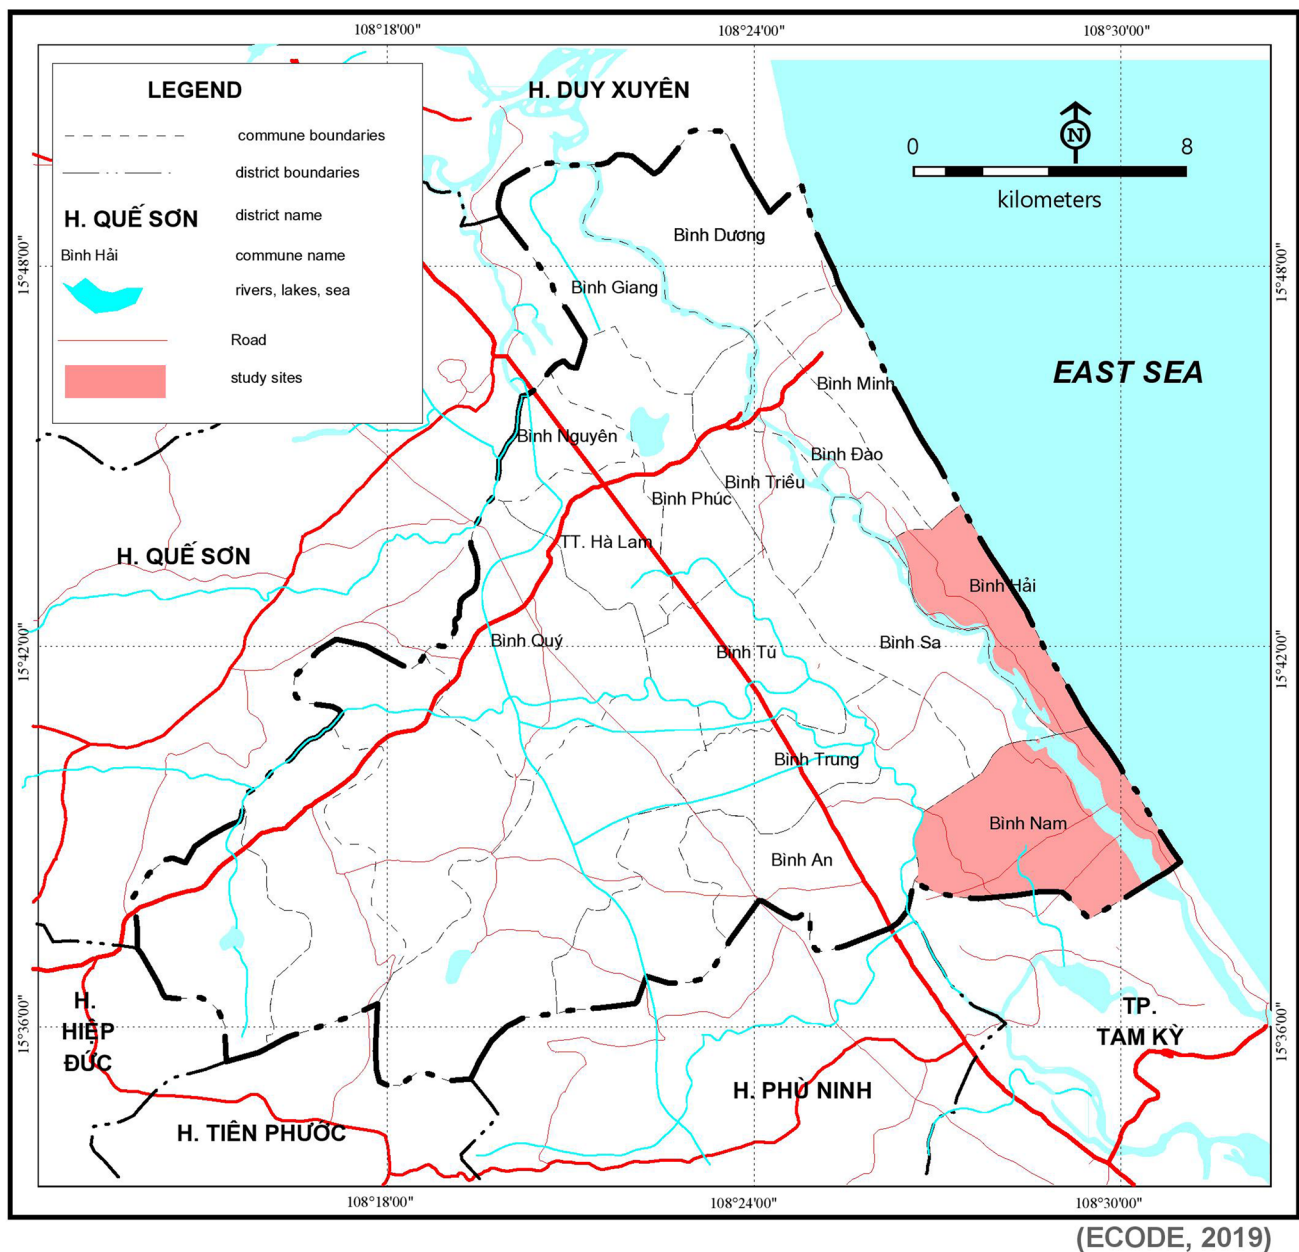 108°18'00" 108°24'00" 108°30'00"
LEGEND
commune boundaries
district boundaries
H. QUẾ SƠN district name
Bình Hải commune name
rivers, lakes, sea
Road
study sites
H. DUY XUYÊN
N
0 8
kilometers
Bình Dương
15°48'00" 15°48'00"
Bình Giang
EAST SEA
Bình Minh
Bình Nguyên
Bình Đào
Bình Triều
Bình Phúc
TT. Hà Lam
H. QUẾ SƠN
Bình Hải
Bình Quý
Bình Sa
Bình Tú
15°42'00" 15°42'00"
Bình Trung
Bình Nam
Bình An
H.
HIỆP
ĐỨC
TP.
TAM KỲ
15°36'00" 15°36'00"
H. PHÙ NINH
H. TIÊN PHƯỚC
108°18'00" 108°24'00" 108°30'00"
(ECODE, 2019)